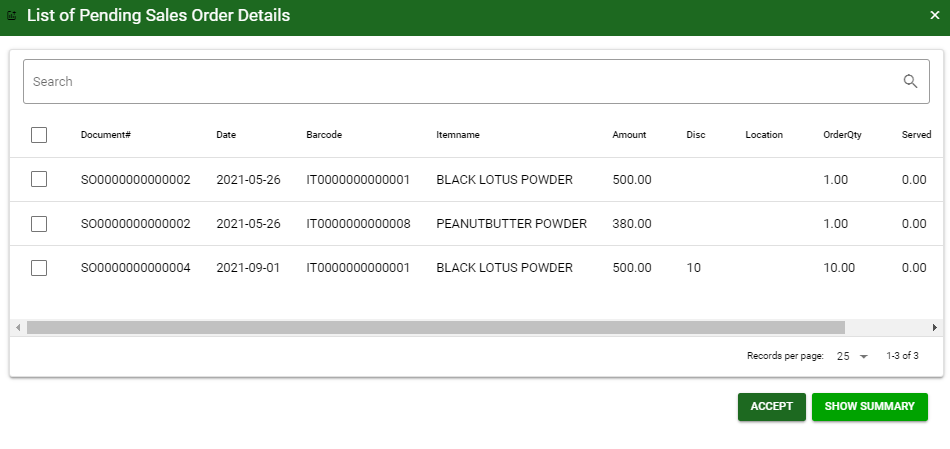 List of Pending Sales Order Details
Search
Document# Date Barcode Itemname Amount Disc Location OrderQty Served
SO0000000000002 2021-05-26 IT0000000000001 BLACK LOTUS POWDER 500.00 1.00 0.00
SO0000000000002 2021-05-26 IT0000000000008 PEANUTBUTTER POWDER 380.00 1.00 0.00
SO0000000000004 2021-09-01 IT0000000000001 BLACK LOTUS POWDER 500.00 10 10.00 0.00
Records per page: 25 1-3 of 3
ACCEPT SHOW SUMMARY